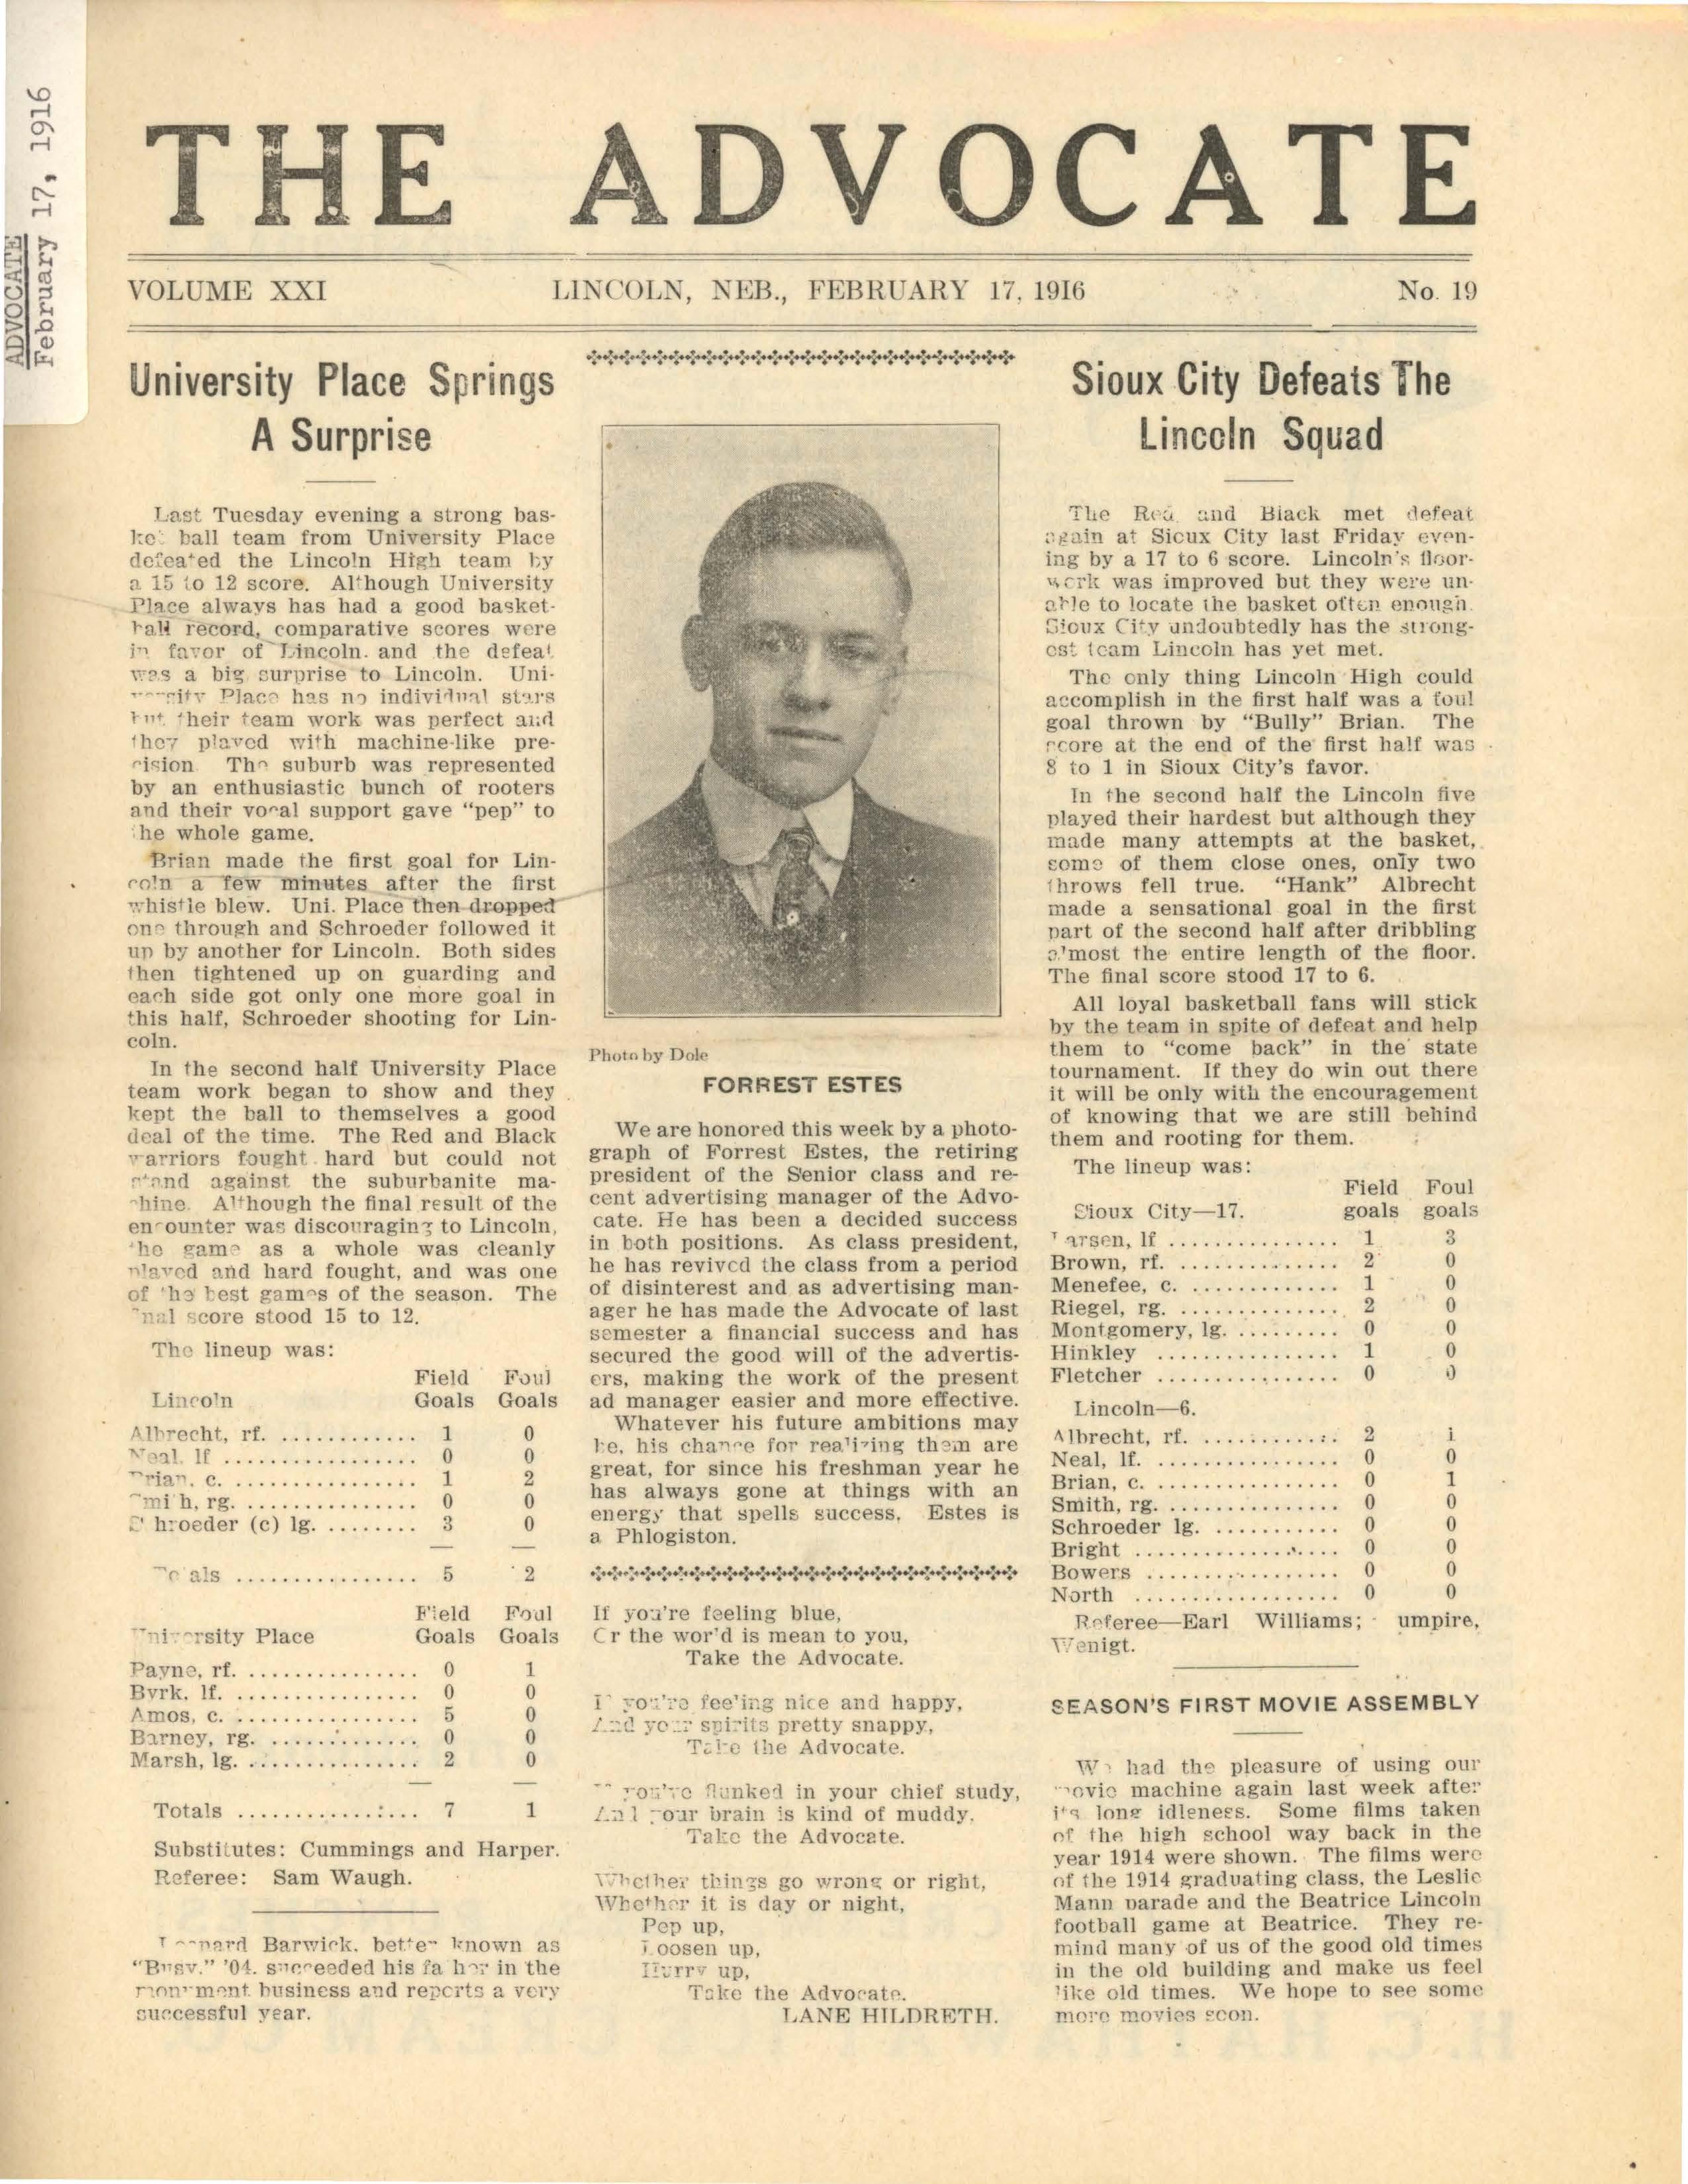 ADVOCATE
February 17, 1916
THE ADVOCATE
VOLUME XXI LINCOLN, NEB., FEBRUARY 17, 1916 No. 19
University Place Springs
A Surprise
Last Tuesday evening a strong bas-
ket ball team from University Place
defeated the Lincoln High team by
a 15 to 12 score. Although University
Place always has had a good basket-
ball record, comparative scores were
in favor of Lincoln. and the defeat
was a big surprise to Lincoln. Uni-
versity Place has no individual stars
but their team work was perfect and
they played with machine-like pre-
cision. The suburb was represented
by an enthusiastic bunch of rooters
and their vocal support gave "pep" to
the whole game.
Brian made the first goal for Lin-
coln a few minutes after the first
whistle blew. Uni. Place then dropped
one through and Schroeder followed it
up by another for Lincoln. Both sides
then tightened up on guarding and
each side got only one more goal in
this half, Schroeder shooting for Lin-
coln.
In the second half University Place
team work began to show and they
kept the ball to themselves a good
deal of the time. The Red and Black
warriors fought hard but could not
stand against the suburbanite ma-
chine. Although the final result of the
encounter was discouraging to Lincoln,
the game as a whole was cleanly
played and hard fought, and was one
of the best games of the season. The
final score stood 15 to 12.
The lineup was:
Field Foul
Lincoln Goals Goals
Albrecht, rf. ............ 1 0
Neal. lf ................. 0 0
Brian, c. ................ 1 2
Smith, rg. ............... 0 0
Schroeder (c) lg. ........ 3 0
Totals ................ 5 2
Field Foul
University Place Goals Goals
Payne, rf. ............... 0 1
Byrk. lf. ................ 0 0
Amos, c. ................ 5 0
Barney, rg. ............. 0 0
Marsh, lg. ............... 2 0
Totals ................ 7 1
Substitutes: Cummings and Harper.
Referee: Sam Waugh.
Leonard Barwick. better known as
"Busy." '04. succeeded his father in the
monument business and reports a very
successful year.
Photo by Dole
FORREST ESTES
We are honored this week by a photo-
graph of Forrest Estes, the retiring
president of the Senior class and re-
cent advertising manager of the Advo-
cate. He has been a decided success
in both positions. As class president,
he has revived the class from a period
of disinterest and as advertising man-
ager he has made the Advocate of last
semester a financial success and has
secured the good will of the advertis-
ers, making the work of the present
ad manager easier and more effective.
Whatever his future ambitions may
be, his chance for realizing them are
great, for since his freshman year he
has always gone at things with an
energy that spells success. Estes is
a Phlogiston.
If you're feeling blue,
Or the world is mean to you,
Take the Advocate.
If you're feeling nice and happy,
And your spirits pretty snappy,
Take the Advocate.
If you've flunked in your chief study,
And your brain is kind of muddy.
Take the Advocate.
Whether things go wrong or right,
Whether it is day or night,
Pep up,
Loosen up,
Hurry up,
Take the Advocate.
LANE HILDRETH.
Sioux City Defeats The
Lincoln Squad
The Red and Black met defeat
again at Sioux City last Friday even-
ing by a 17 to 6 score. Lincoln's floor-
work was improved but they were un-
able to locate the basket often enough.
Sioux City undoubtedly has the strong-
est team Lincoln has yet met.
The only thing Lincoln High could
accomplish in the first half was a foul
goal thrown by "Bully" Brian. The
score at the end of the first half was
8 to 1 in Sioux City's favor.
In the second half the Lincoln five
played their hardest but although they
made many attempts at the basket,
some of them close ones, only two
throws fell true. "Hank" Albrecht
made a sensational goal in the first
part of the second half after dribbling
almost the entire length of the floor.
The final score stood 17 to 6.
All loyal basketball fans will stick
by the team in spite of defeat and help
them to "come back" in the state
tournament. If they do win out there
it will be only with the encouragement
of knowing that we are still behind
them and rooting for them.
The lineup was:
Field Foul
Sioux City—17. goals goals
Larsen, lf ............... 1 3
Brown, rf. .............. 2 0
Menefee, c. ............. 1 0
Riegel, rg. .............. 2 0
Montgomery, lg. ......... 0 0
Hinkley ................ 1 0
Fletcher ................ 0 0
Lincoln—6.
Albrecht, rf. ............ 2 1
Neal, lf. ................ 0 0
Brian, c. ................ 0 1
Smith, rg. ............... 0 0
Schroeder lg. ........... 0 0
Bright .................. 0 0
Bowers ................. 0 0
North .................. 0 0
Referee—Earl Williams; umpire,
Wenigt.
SEASON'S FIRST MOVIE ASSEMBLY
We had the pleasure of using our
movie machine again last week after
its long idleness. Some films taken
of the high school way back in the
year 1914 were shown. The films were
of the 1914 graduating class, the Leslie
Mann parade and the Beatrice Lincoln
football game at Beatrice. They re-
mind many of us of the good old times
in the old building and make us feel
like old times. We hope to see some
more movies soon.